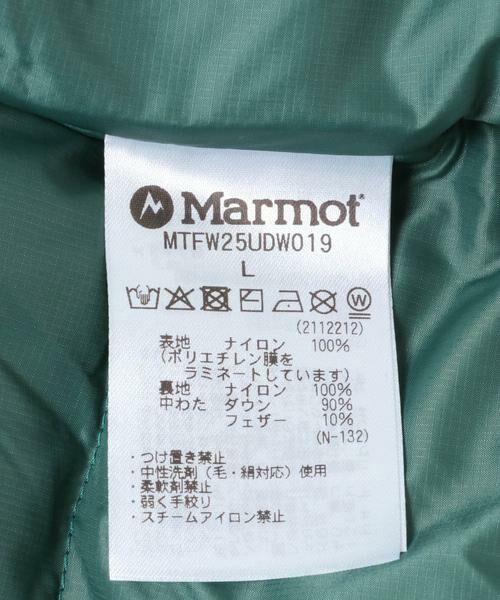 Marmot®
MTFW25UDW019
L
W
(2112212)
表地 ナイロン 100%
(ポリエチレン膜を
ラミネートしています)
裏地 ナイロン 100%
中わた ダウン 90%
フェザー 10%
(N-132)
・つけ置き禁止
・中性洗剤(毛・絹対応)使用
・柔軟剤禁止
・弱く手絞り
・スチームアイロン禁止